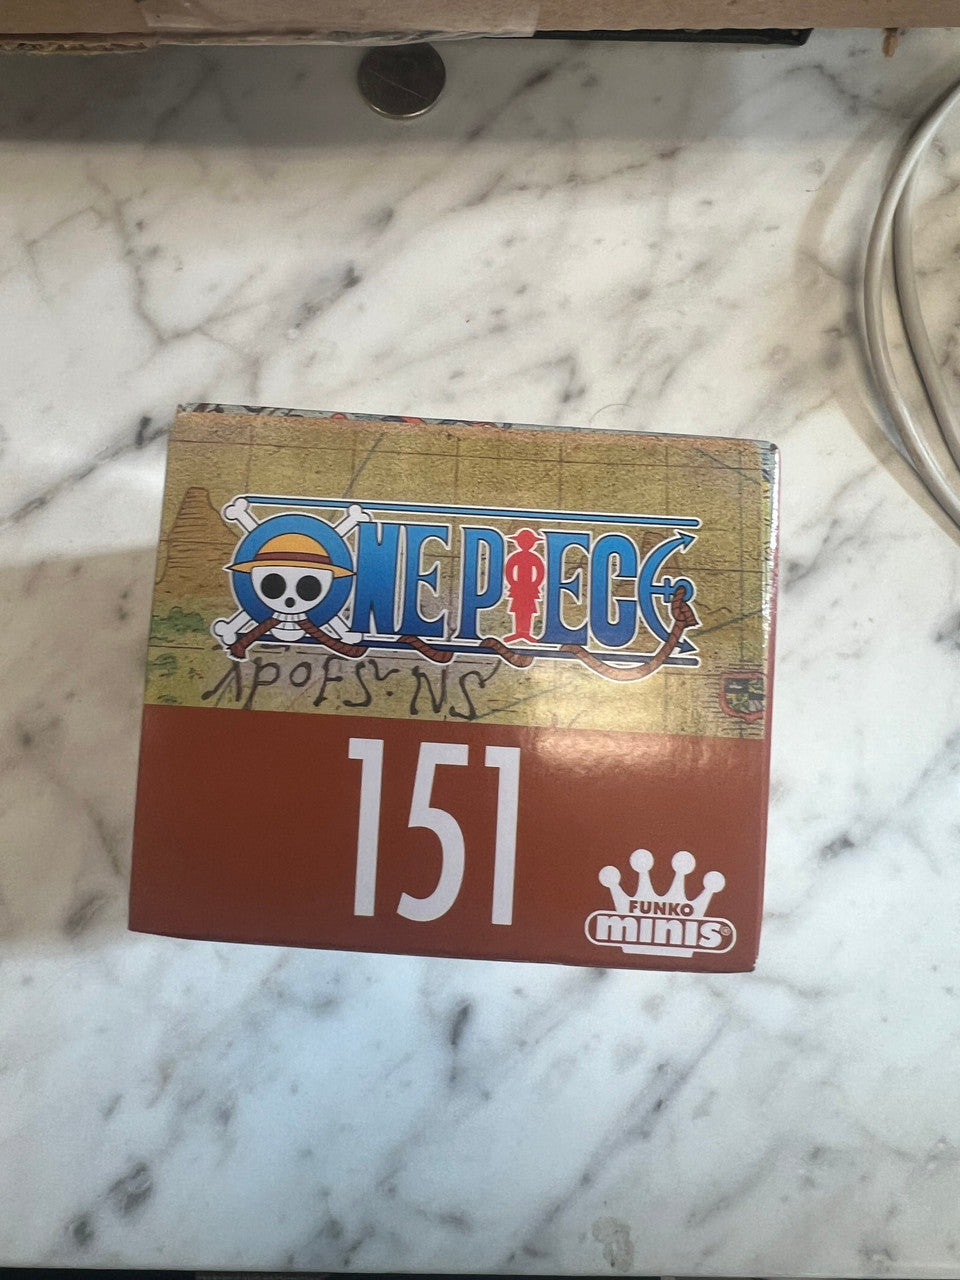 ONE PIECE
151
FUNKO
minis®